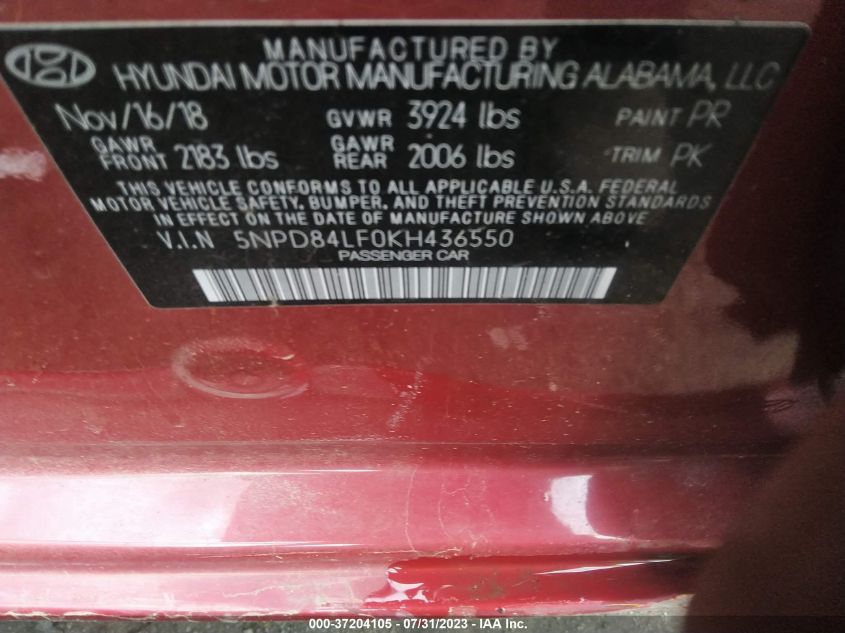 MANUFACTURED BY
HYUNDAI MOTOR MANUFACTURING ALABAMA, LLC
Nov/16/18 GVWR 3924 lbs PAINT PR
GAWR FRONT 2183 lbs GAWR REAR 2006 lbs TRIM PK
THIS VEHICLE CONFORMS TO ALL APPLICABLE U.S.A. FEDERAL
MOTOR VEHICLE SAFETY, BUMPER, AND THEFT PREVENTION STANDARDS
IN EFFECT ON THE DATE OF MANUFACTURE SHOWN ABOVE
V.I.N 5NPD84LF0KH436550
PASSENGER CAR
000-37204105 - 07/31/2023 - IAA Inc.